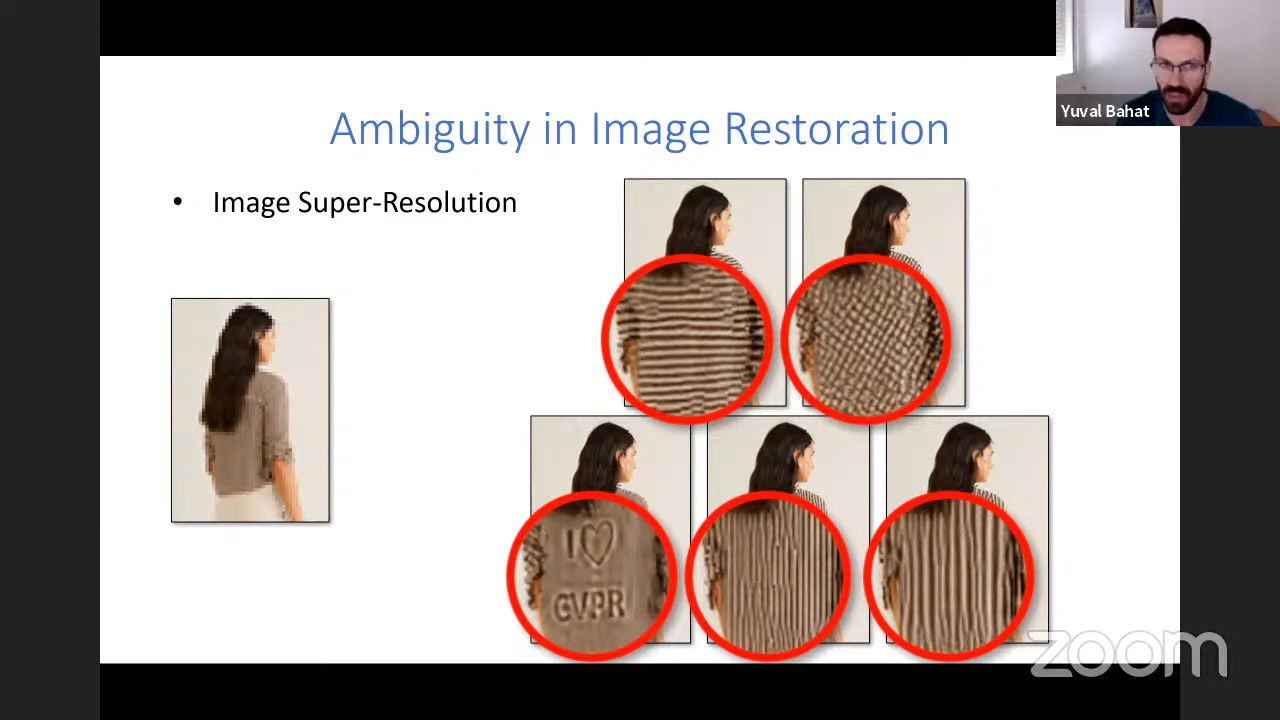 Yuval Bahat
Ambiguity in Image Restoration
• Image Super-Resolution
I ♡
CVPR
zoom